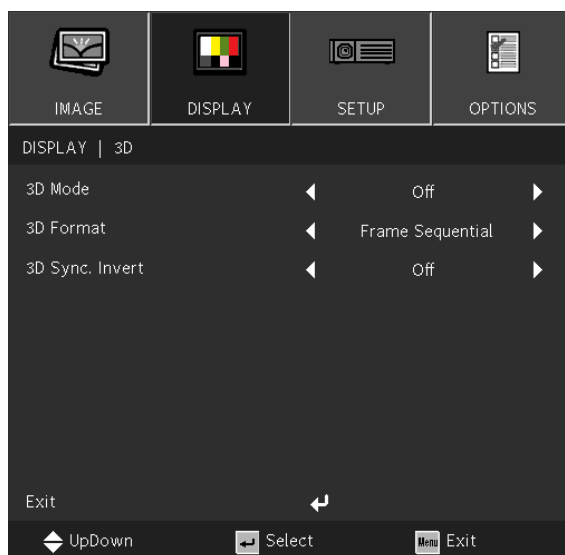 IMAGE DISPLAY SETUP OPTIONS
DISPLAY | 3D
3D Mode Off
3D Format Frame Sequential
3D Sync. Invert Off
Exit
UpDown Select Menu Exit